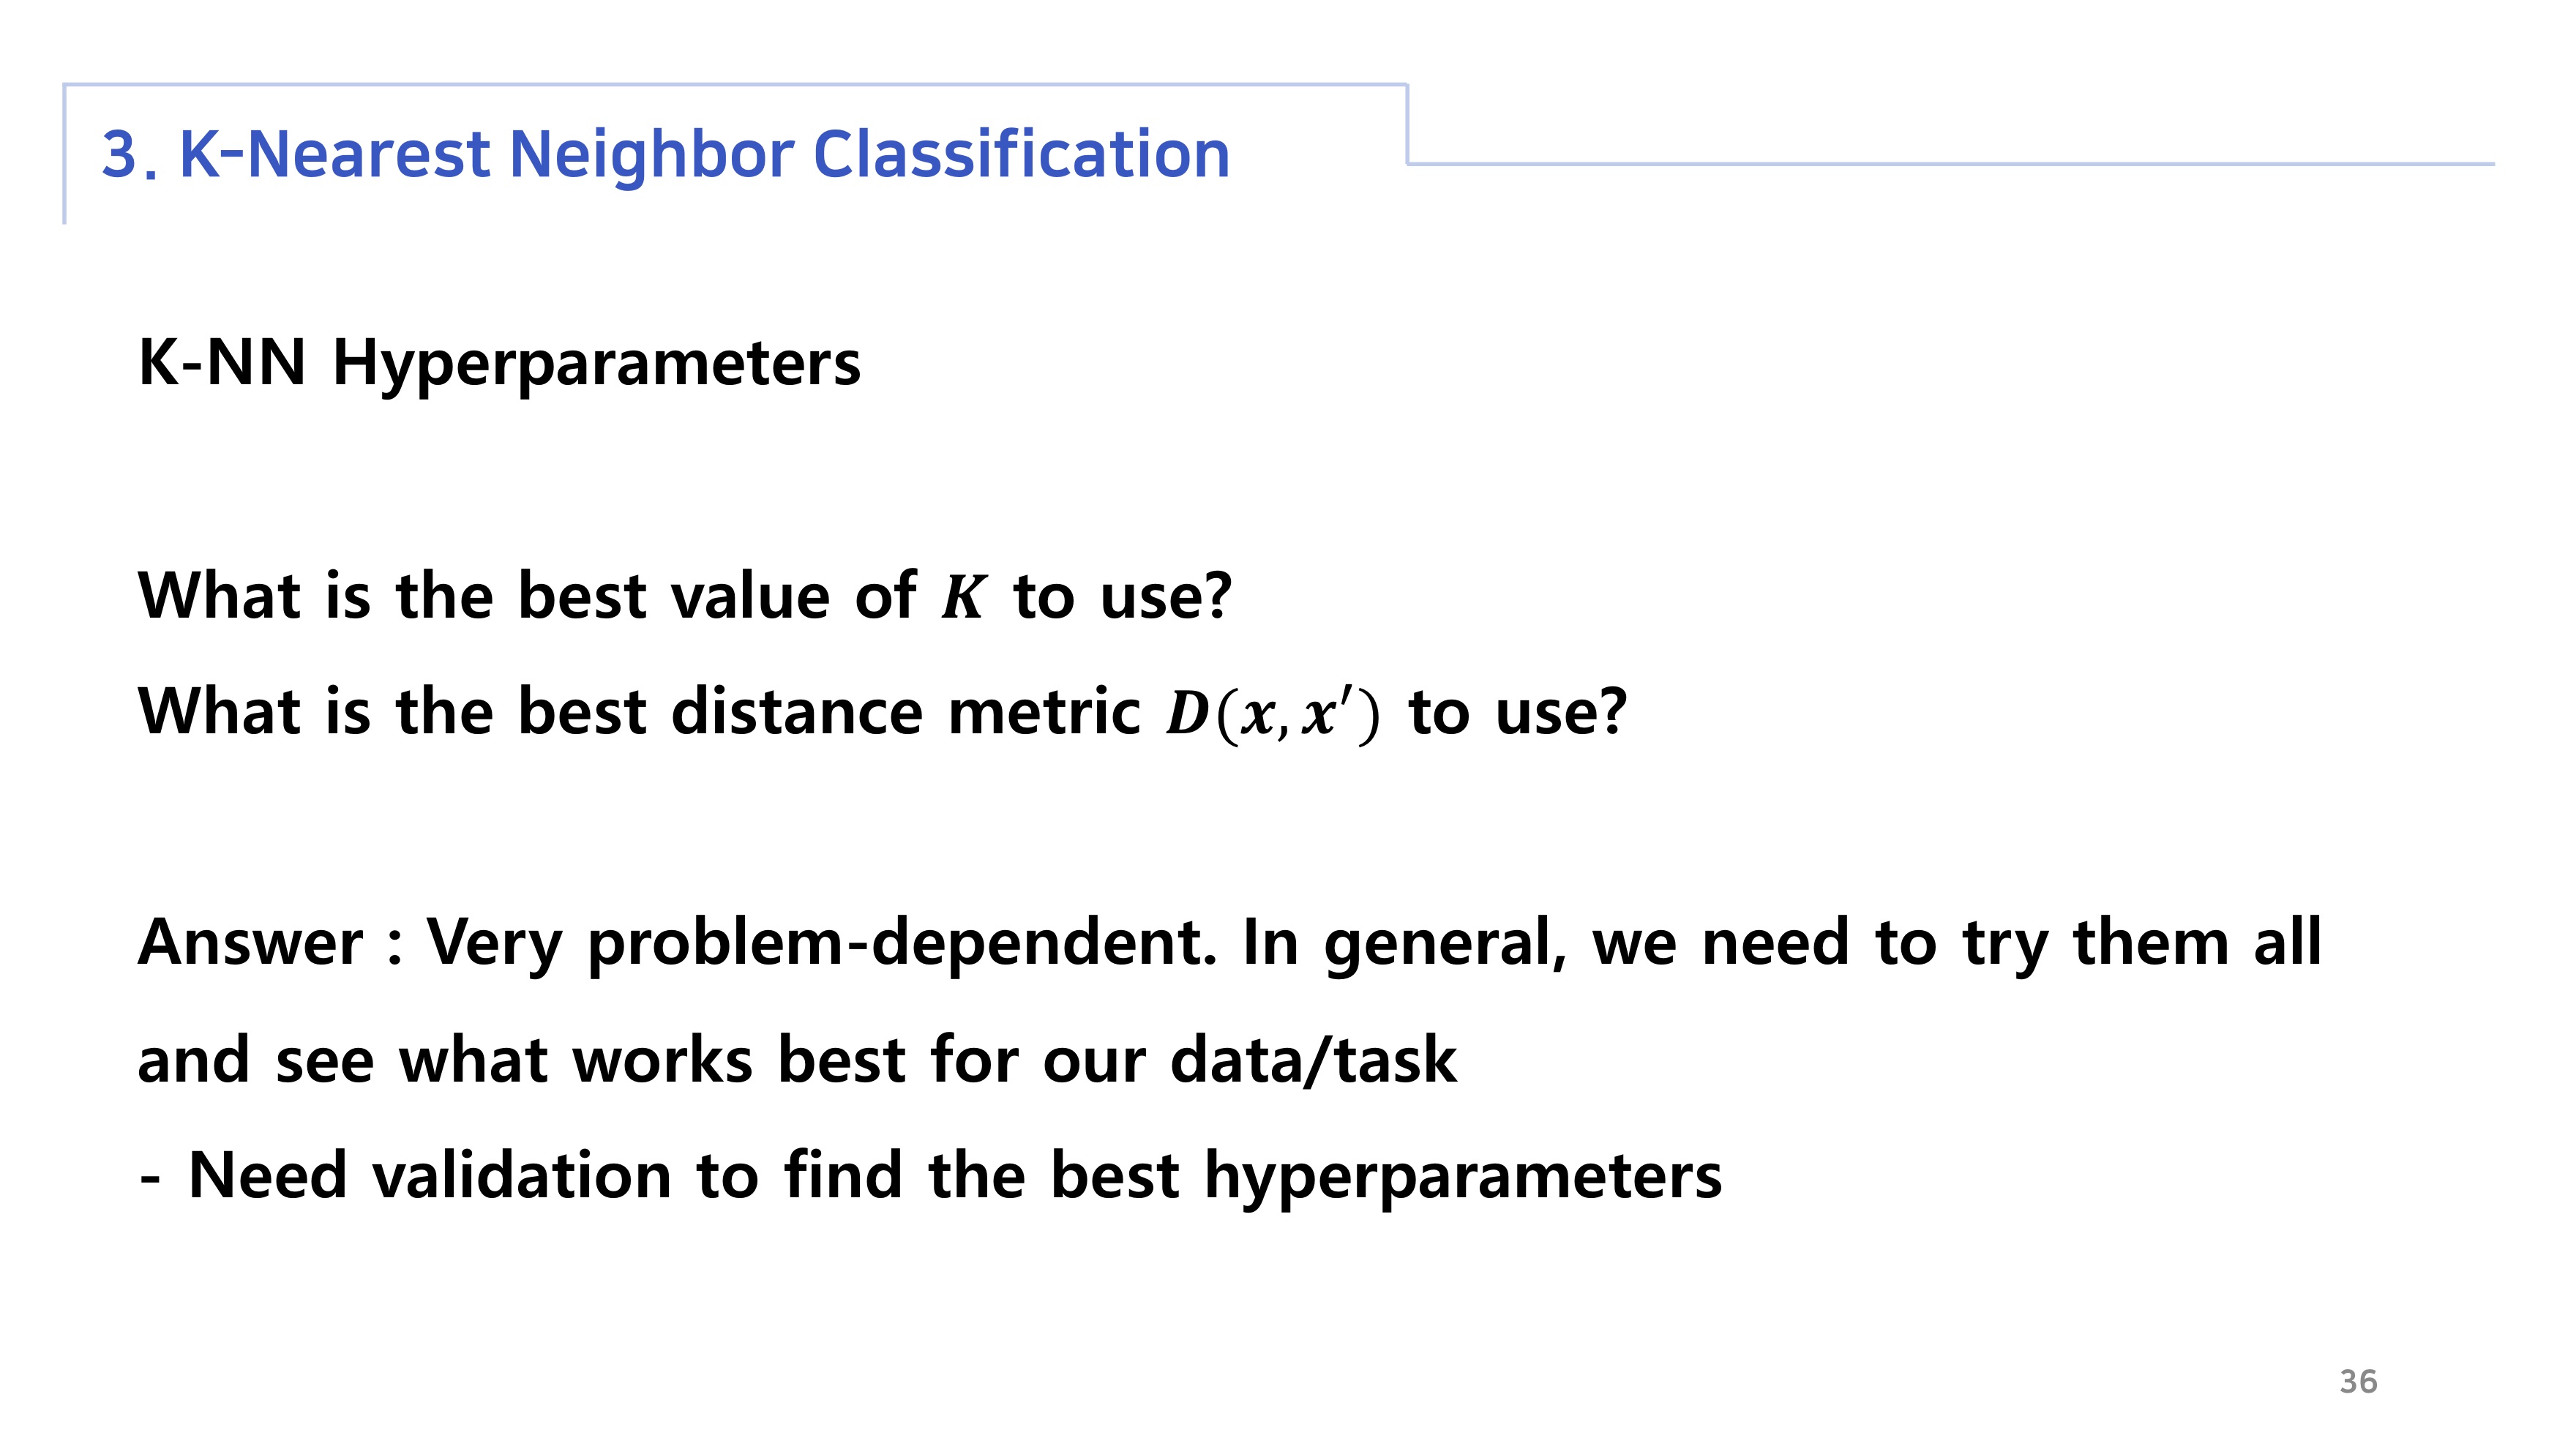 3. K-Nearest Neighbor Classification
K-NN Hyperparameters
What is the best value of K to use?
What is the best distance metric D(x, x′) to use?
Answer : Very problem-dependent. In general, we need to try them all
and see what works best for our data/task
- Need validation to find the best hyperparameters
36